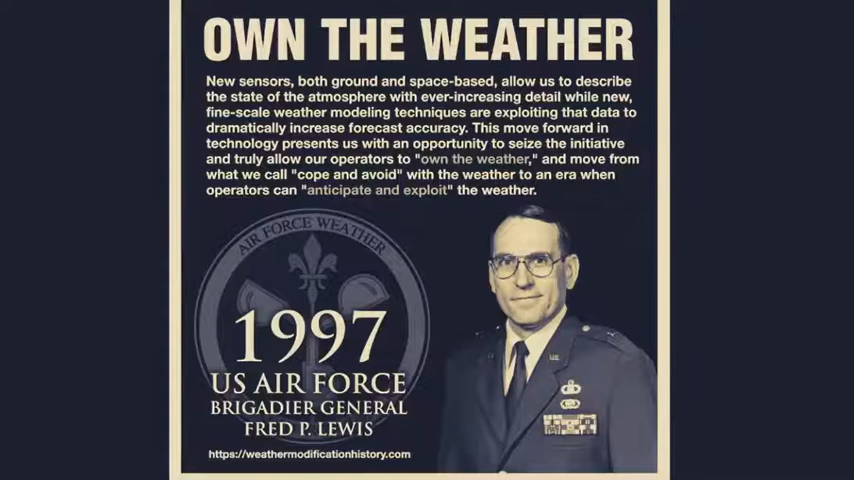 OWN THE WEATHER
New sensors, both ground and space-based, allow us to describe
the state of the atmosphere with ever-increasing detail while new,
fine-scale weather modeling techniques are exploiting that data to
dramatically increase forecast accuracy. This move forward in
technology presents us with an opportunity to seize the initiative
and truly allow our operators to "own the weather," and move from
what we call "cope and avoid" with the weather to an era when
operators can "anticipate and exploit" the weather.
AIR FORCE WEATHER
1997
US AIR FORCE
BRIGADIER GENERAL
FRED P. LEWIS
https://weathermodificationhistory.com